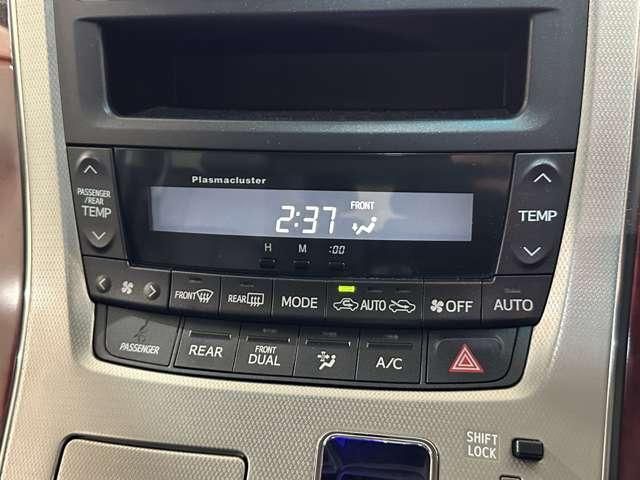 Plasmacluster
PASSENGER
/REAR
TEMP
FRONT
2:37
TEMP
H M :00
FRONT REAR MODE AUTO OFF AUTO
PASSENGER REAR FRONT
DUAL A/C
SHIFT
LOCK